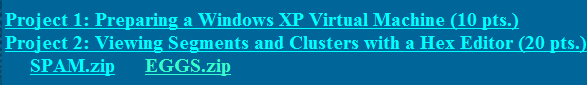 Project 1: Preparing a Windows XP Virtual Machine (10 pts.)
Project 2: Viewing Segments and Clusters with a Hex Editor (20 pts.)
SPAM.zip EGGS.zip